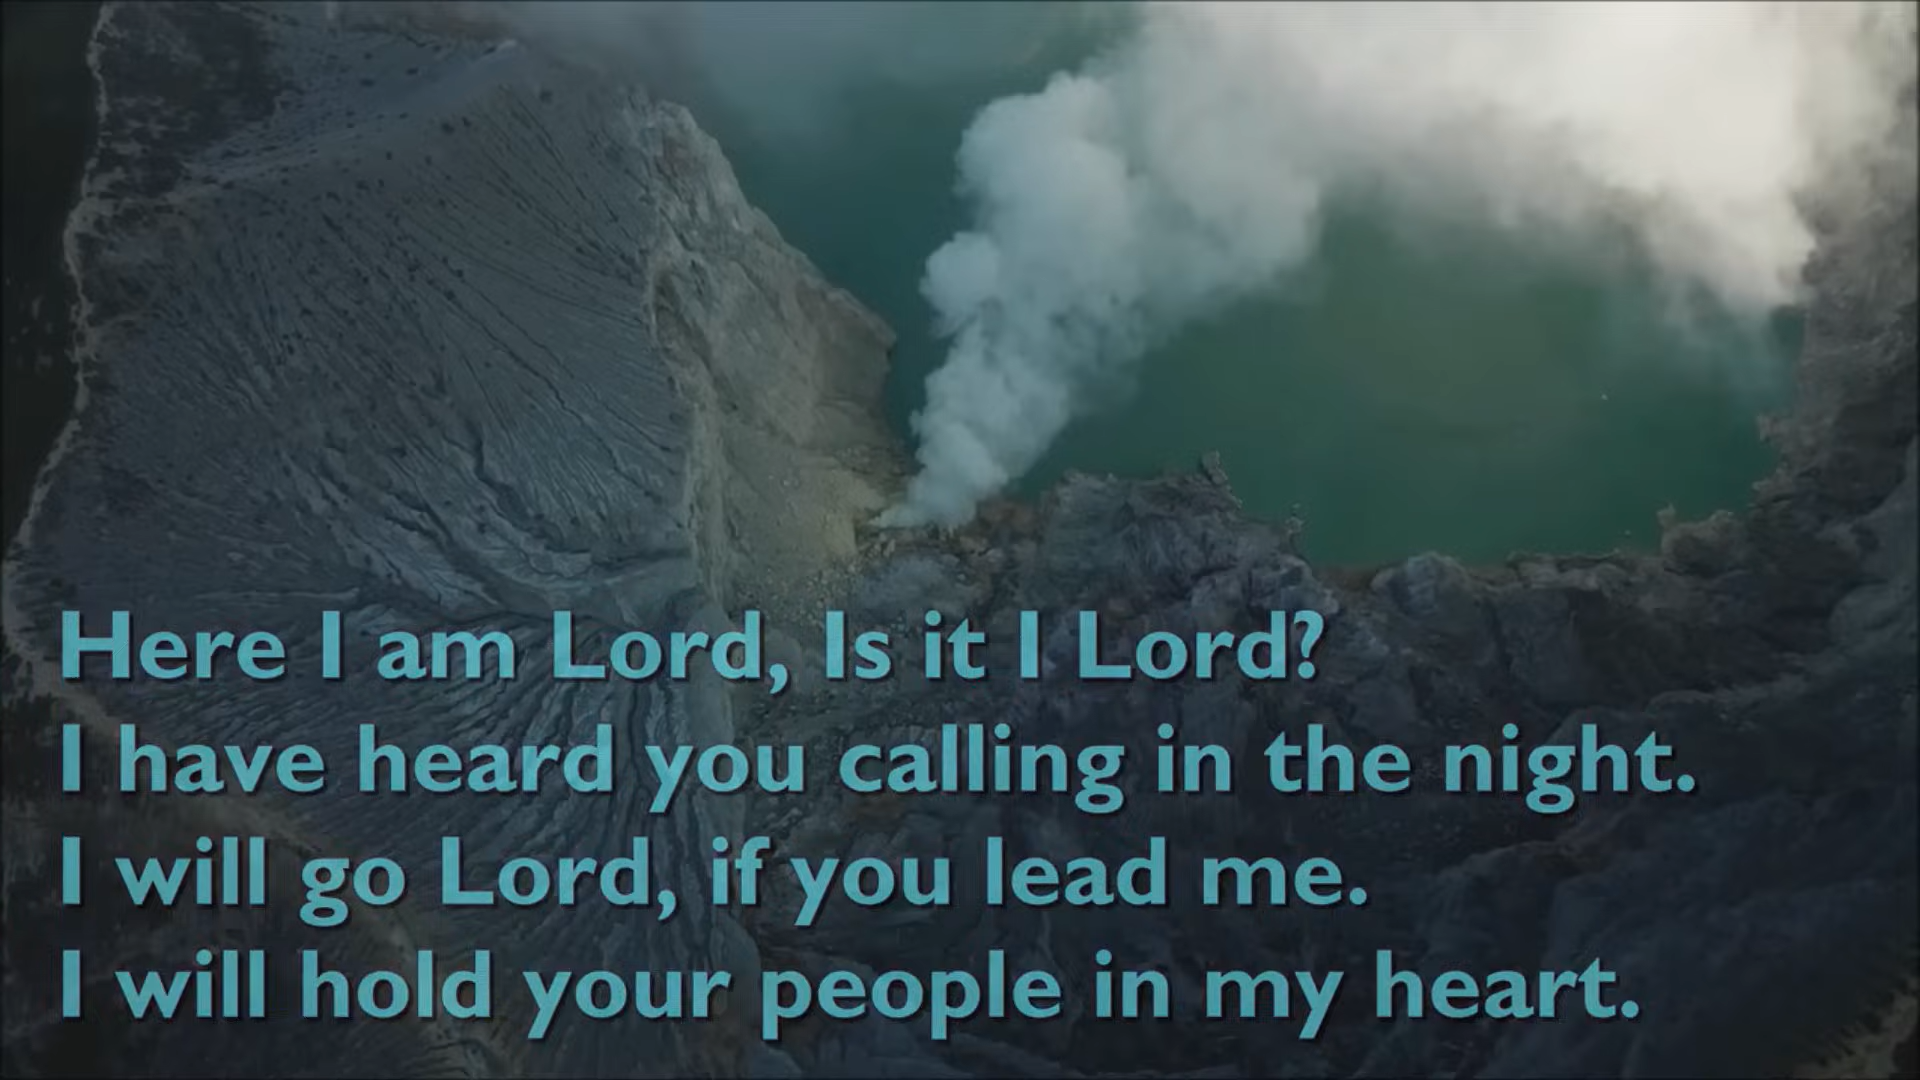 Here I am Lord, Is it I Lord?
I have heard you calling in the night.
I will go Lord, if you lead me.
I will hold your people in my heart.